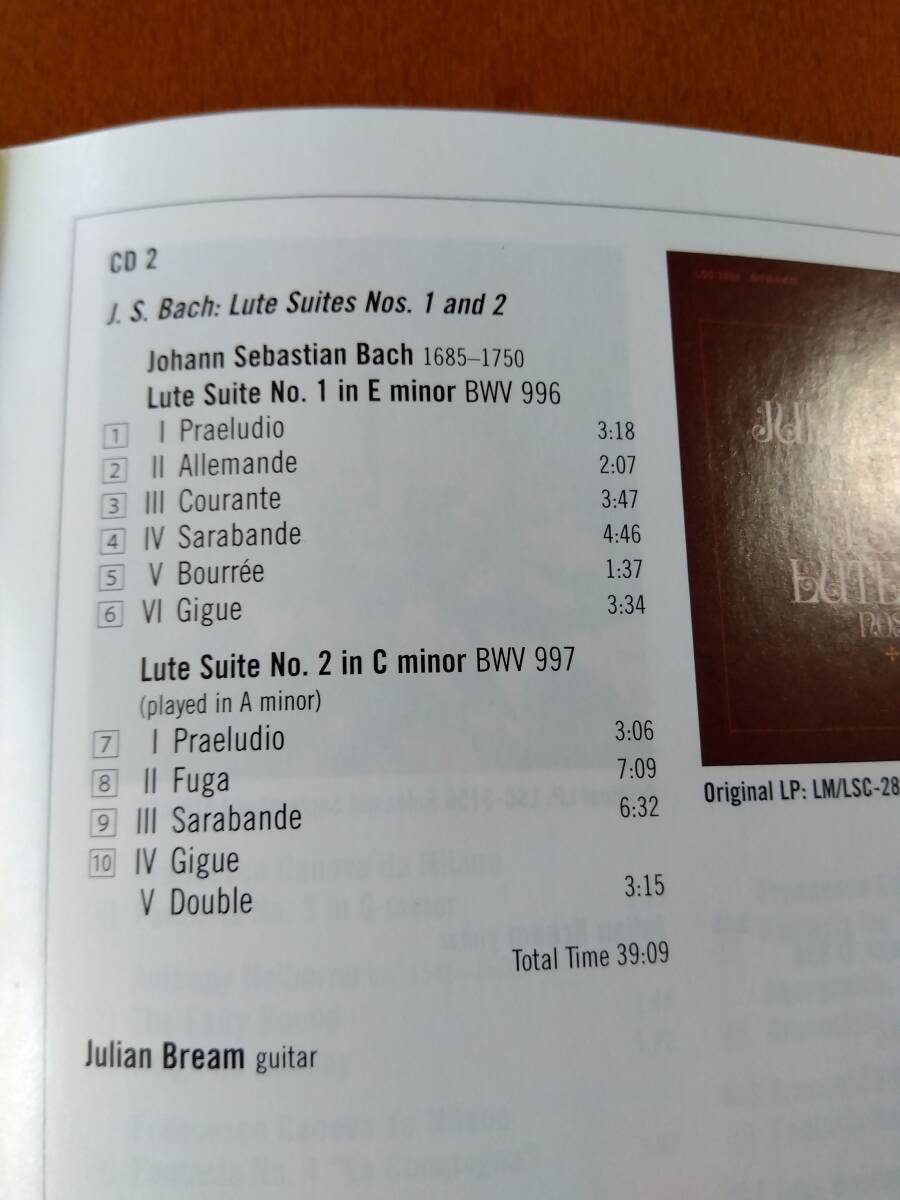 CD 2
J. S. Bach: Lute Suites Nos. 1 and 2
Johann Sebastian Bach 1685–1750
Lute Suite No. 1 in E minor BWV 996
1 I Praeludio 3:18
2 II Allemande 2:07
3 III Courante 3:47
4 IV Sarabande 4:46
5 V Bourrée 1:37
6 VI Gigue 3:34
Lute Suite No. 2 in C minor BWV 997
(played in A minor)
7 I Praeludio 3:06
8 II Fuga 7:09
9 III Sarabande 6:32
10 IV Gigue
V Double 3:15
Total Time 39:09
Julian Bream guitar
LUTE
NOS
Original LP: LM/LSC-28